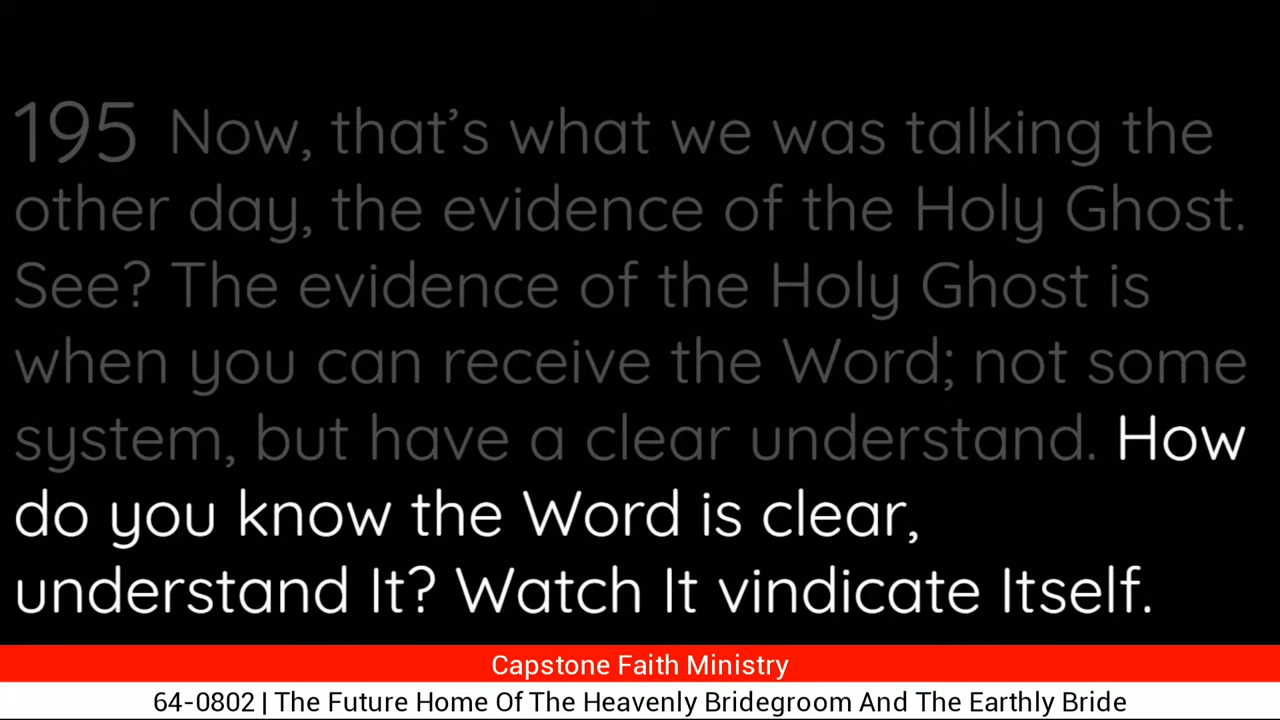 195 Now, that’s what we was talking the
other day, the evidence of the Holy Ghost.
See? The evidence of the Holy Ghost is
when you can receive the Word; not some
system, but have a clear understand. How
do you know the Word is clear,
understand It? Watch It vindicate Itself.
Capstone Faith Ministry
64-0802 | The Future Home Of The Heavenly Bridegroom And The Earthly Bride